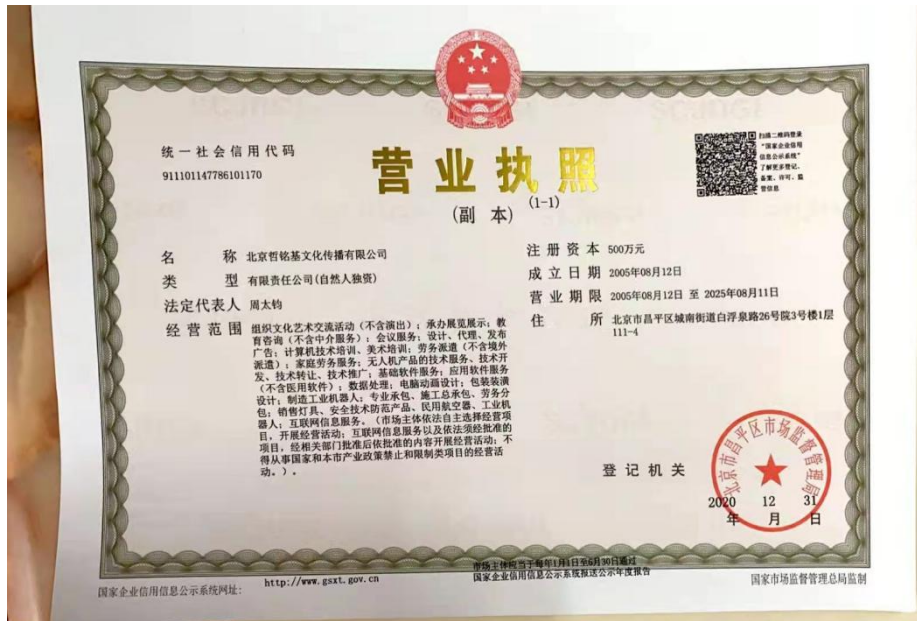 统一社会信用代码
911101147786101170
营业执照
(副 本) (1-1)
扫描二维码登录
“国家企业信用
信息公示系统”
了解更多登记、
备案、许可、监
管信息
名 称 北京哲铭基文化传播有限公司
类 型 有限责任公司(自然人独资)
法定代表人 周太钧
经营范围 组织文化艺术交流活动（不含演出）；承办展览展示；教
育咨询（不含中介服务）；会议服务；设计、代理、发布
广告；计算机技术培训、美术培训；劳务派遣（不含境外
派遣）；家庭劳务服务；无人机产品的技术服务、技术开
发、技术转让、技术推广；基础软件服务；应用软件服务
（不含医用软件）；数据处理；电脑动画设计；包装装潢
设计；制造工业机器人；专业承包、施工总承包、劳务分
包；销售灯具、安全技术防范产品、民用航空器、工业机
器人；互联网信息服务。（市场主体依法自主选择经营项
目，开展经营活动；互联网信息服务以及依法须经批准的
项目，经相关部门批准后依批准的内容开展经营活动；不
得从事国家和本市产业政策禁止和限制类项目的经营活
动。）。
注册资本 500万元
成立日期 2005年08月12日
营业期限 2005年08月12日 至 2025年08月11日
住 所 北京市昌平区城南街道白浮泉路26号院3号楼1层
111-4
登记机关
北京市昌平区市场监督管理局
2020 12 31
年 月 日
国家企业信用信息公示系统网址：
http://www.gsxt.gov.cn
市场主体应当于每年1月1日至6月30日通过
国家企业信用信息公示系统报送公示年度报告
国家市场监督管理总局监制